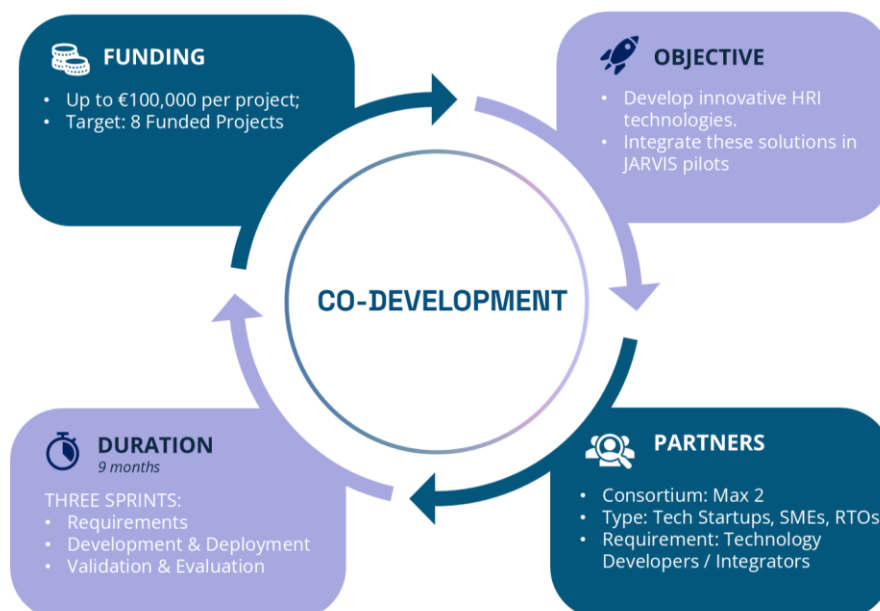 FUNDING
• Up to €100,000 per project;
• Target: 8 Funded Projects
OBJECTIVE
• Develop innovative HRI
technologies.
• Integrate these solutions in
JARVIS pilots
CO-DEVELOPMENT
DURATION
9 months
THREE SPRINTS:
• Requirements
• Development & Deployment
• Validation & Evaluation
PARTNERS
• Consortium: Max 2
• Type: Tech Startups, SMEs, RTOs
• Requirement: Technology
Developers / Integrators